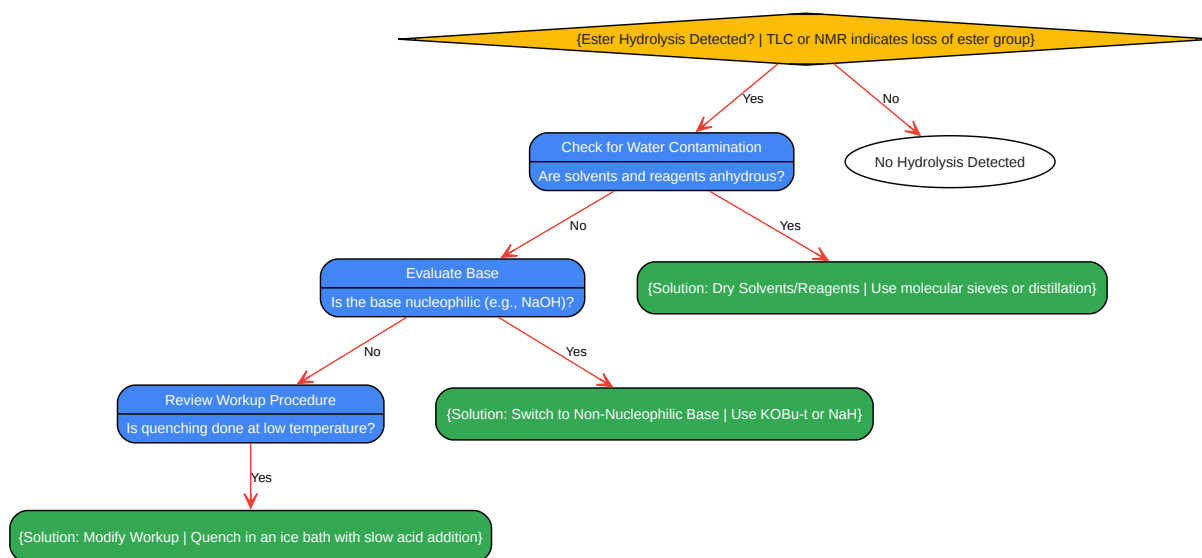 {Ester Hydrolysis Detected? | TLC or NMR indicates loss of ester group}
Yes
No
Check for Water Contamination
Are solvents and reagents anhydrous?
No Hydrolysis Detected
No
Yes
Evaluate Base
Is the base nucleophilic (e.g., NaOH)?
{Solution: Dry Solvents/Reagents | Use molecular sieves or distillation}
No
Yes
Review Workup Procedure
Is quenching done at low temperature?
{Solution: Switch to Non-Nucleophilic Base | Use KOBu-t or NaH}
Yes
{Solution: Modify Workup | Quench in an ice bath with slow acid addition}